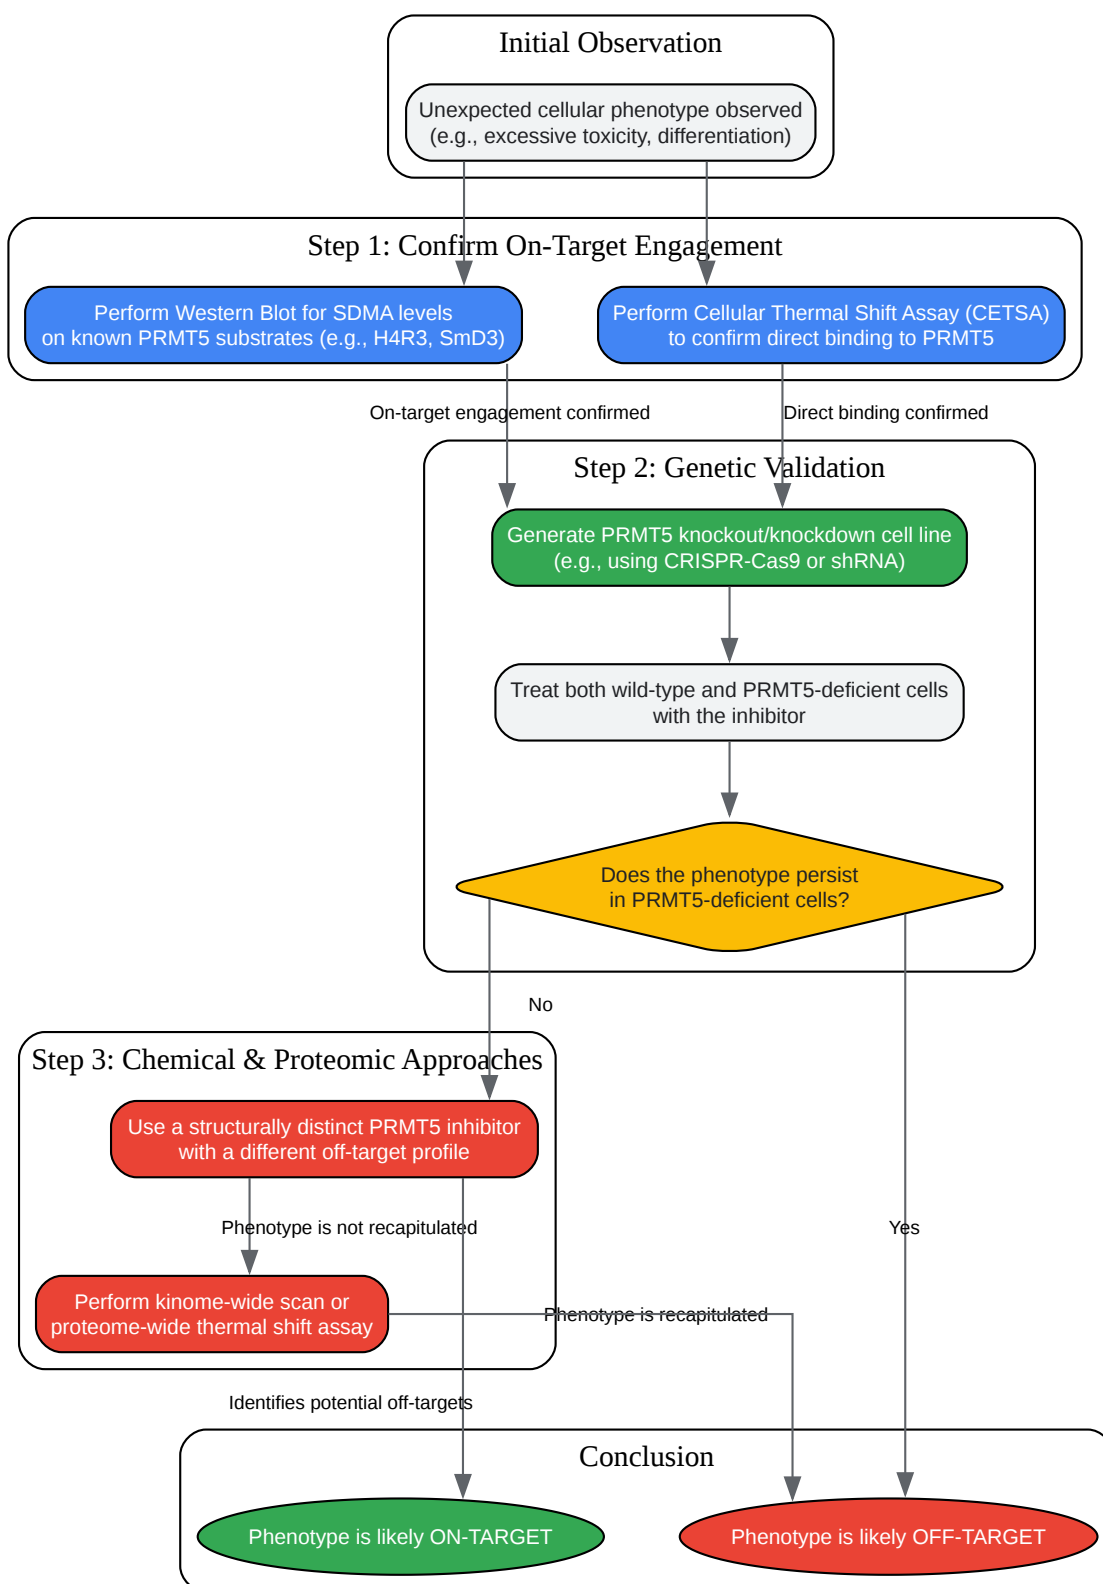 Initial Observation
Unexpected cellular phenotype observed
(e.g., excessive toxicity, differentiation)
Step 1: Confirm On-Target Engagement
Perform Western Blot for SDMA levels
on known PRMT5 substrates (e.g., H4R3, SmD3)
Perform Cellular Thermal Shift Assay (CETSA)
to confirm direct binding to PRMT5
On-target engagement confirmed
Direct binding confirmed
Step 2: Genetic Validation
Generate PRMT5 knockout/knockdown cell line
(e.g., using CRISPR-Cas9 or shRNA)
Treat both wild-type and PRMT5-deficient cells
with the inhibitor
Does the phenotype persist
in PRMT5-deficient cells?
No
Step 3: Chemical & Proteomic Approaches
Use a structurally distinct PRMT5 inhibitor
with a different off-target profile
Phenotype is not recapitulated
Yes
Perform kinome-wide scan or
proteome-wide thermal shift assay
Phenotype is recapitulated
Identifies potential off-targets
Conclusion
Phenotype is likely ON-TARGET
Phenotype is likely OFF-TARGET